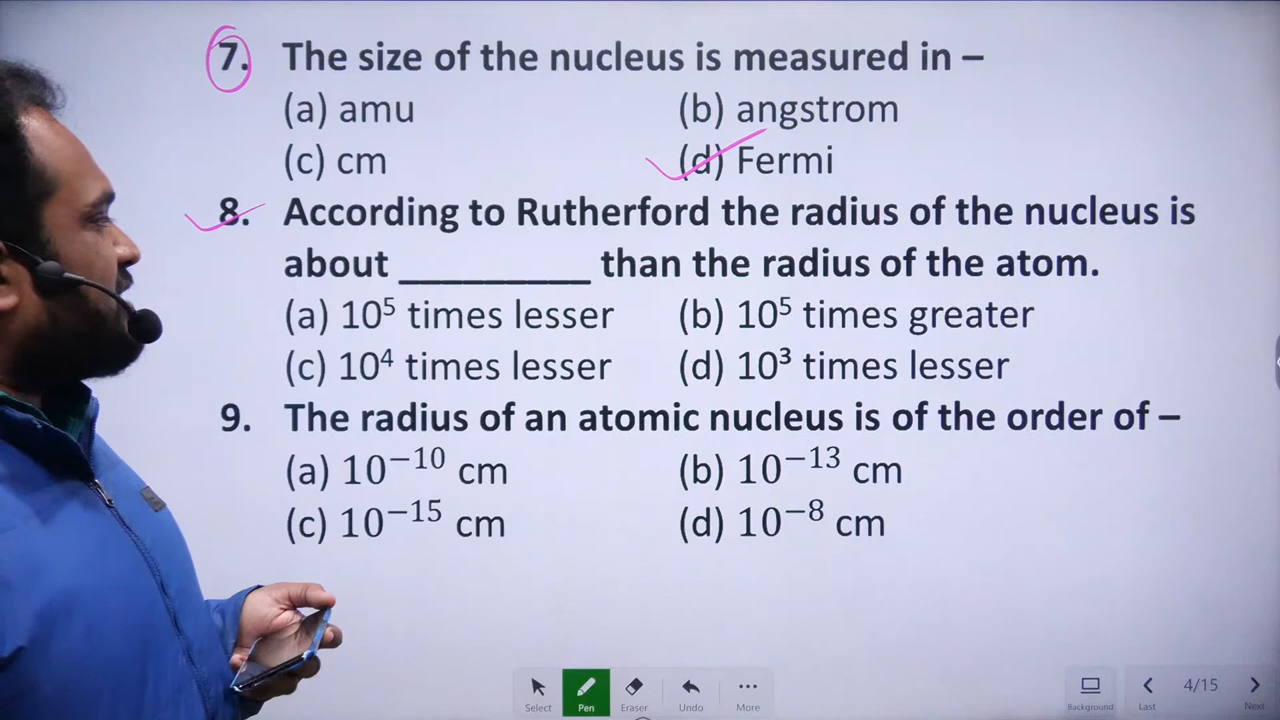 7. The size of the nucleus is measured in –
(a) amu (b) angstrom
(c) cm (d) Fermi
8. According to Rutherford the radius of the nucleus is
about _________ than the radius of the atom.
(a) 10⁵ times lesser (b) 10⁵ times greater
(c) 10⁴ times lesser (d) 10³ times lesser
9. The radius of an atomic nucleus is of the order of –
(a) 10⁻¹⁰ cm (b) 10⁻¹³ cm
(c) 10⁻¹⁵ cm (d) 10⁻⁸ cm
Select Pen Eraser Undo More Background Last 4/15 Next